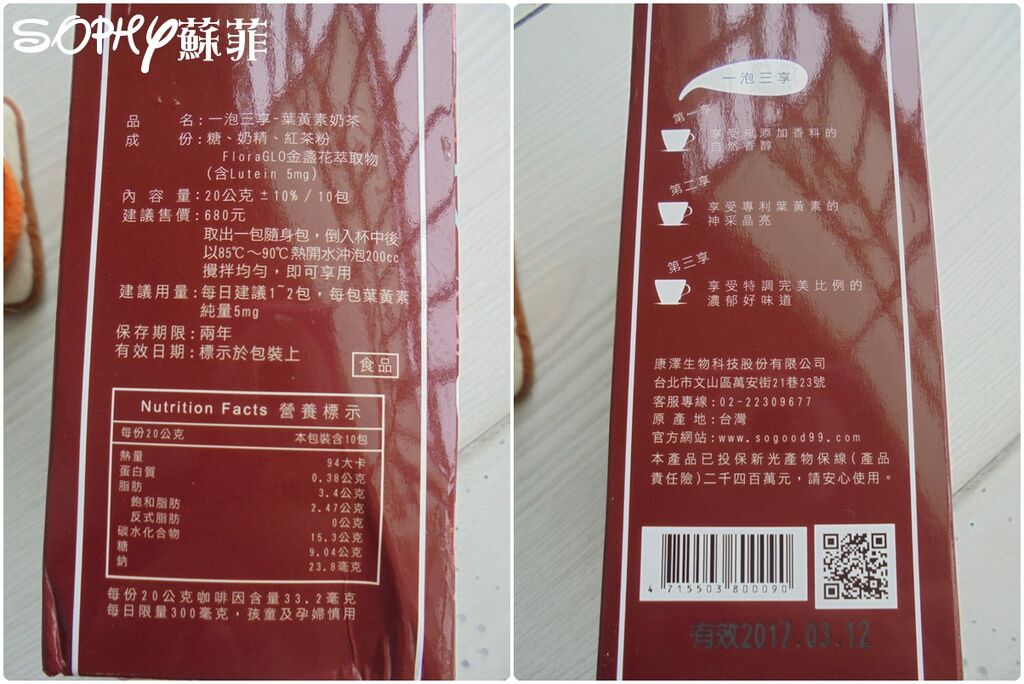 SOPHY蘇菲
品 名:一泡三享-葉黃素奶茶
成 份:糖、奶精、紅茶粉
FloraGLO金盞花萃取物
(含Lutein 5mg)
內 容 量:20公克±10%/10包
建議售價:680元
取出一包隨身包,倒入杯中後
以85℃~90℃熱開水沖泡200cc
攪拌均勻,即可享用
建議用量:每日建議1~2包,每包葉黃素
純量5mg
保存期限:兩年
有效日期:標示於包裝上
食品
Nutrition Facts 營養標示
每份20公克 本包裝含10包
熱量 94大卡
蛋白質 0.38公克
脂肪 3.4公克
飽和脂肪 2.47公克
反式脂肪 0公克
碳水化合物 15.3公克
糖 9.04公克
鈉 23.8毫克
每份20公克咖啡因含量33.2毫克
每日限量300毫克,孩童及孕婦慎用
一泡三享
第一享
享受無添加香料的
自然香醇
第二享
享受專利葉黃素的
神采晶亮
第三享
享受特調完美比例的
濃郁好味道
康澤生物科技股份有限公司
台北市文山區萬安街21巷23號
客服專線:02-22309677
原 產 地:台灣
官方網站:www.sogood99.com
本產品已投保新光產物保線(產品
責任險)二千四百萬元,請安心使用。
4 715503 800090
有效2017.03.12